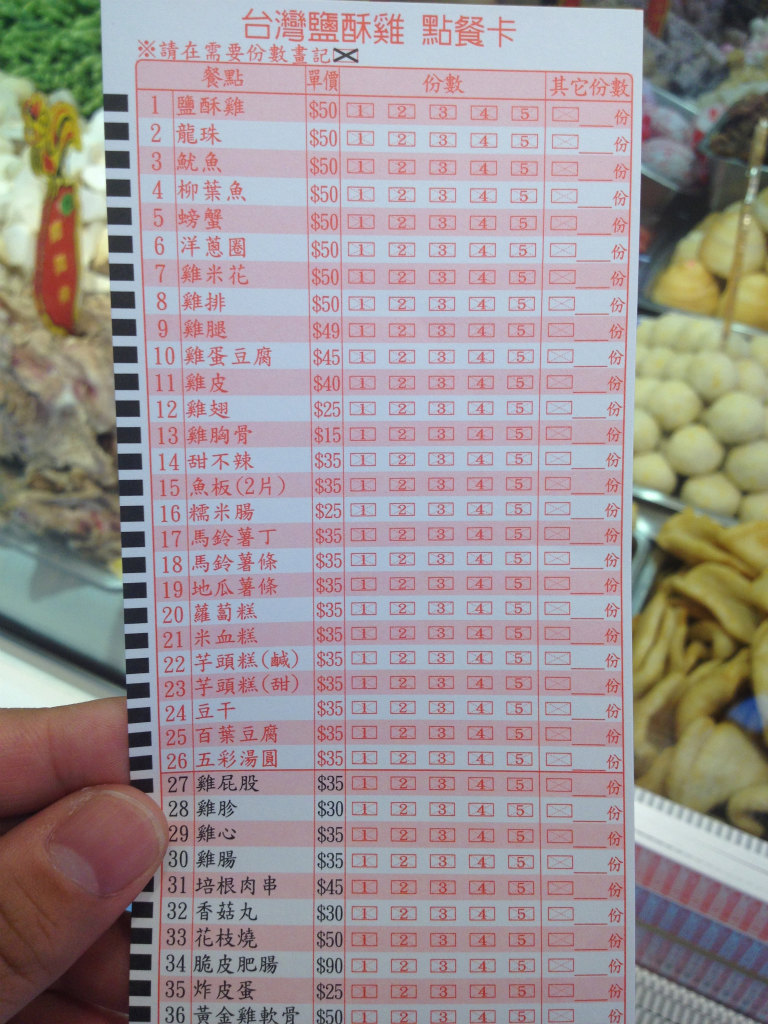 台灣鹽酥雞 點餐卡
※請在需要份數畫記
餐點 單價 份數 其它份數
1 鹽酥雞 $50 1 2 3 4 5 份
2 龍珠 $50 1 2 3 4 5 份
3 魷魚 $50 1 2 3 4 5 份
4 柳葉魚 $50 1 2 3 4 5 份
5 螃蟹 $50 1 2 3 4 5 份
6 洋蔥圈 $50 1 2 3 4 5 份
7 雞米花 $50 1 2 3 4 5 份
8 雞排 $50 1 2 3 4 5 份
9 雞腿 $49 1 2 3 4 5 份
10 雞蛋豆腐 $45 1 2 3 4 5 份
11 雞皮 $40 1 2 3 4 5 份
12 雞翅 $25 1 2 3 4 5 份
13 雞胸骨 $15 1 2 3 4 5 份
14 甜不辣 $35 1 2 3 4 5 份
15 魚板(2片) $35 1 2 3 4 5 份
16 糯米腸 $25 1 2 3 4 5 份
17 馬鈴薯丁 $35 1 2 3 4 5 份
18 馬鈴薯條 $35 1 2 3 4 5 份
19 地瓜薯條 $35 1 2 3 4 5 份
20 蘿蔔糕 $35 1 2 3 4 5 份
21 米血糕 $35 1 2 3 4 5 份
22 芋頭糕(鹹) $35 1 2 3 4 5 份
23 芋頭糕(甜) $35 1 2 3 4 5 份
24 豆干 $35 1 2 3 4 5 份
25 百葉豆腐 $35 1 2 3 4 5 份
26 五彩湯圓 $35 1 2 3 4 5 份
27 雞屁股 $35 1 2 3 4 5 份
28 雞胗 $30 1 2 3 4 5 份
29 雞心 $35 1 2 3 4 5 份
30 雞腸 $35 1 2 3 4 5 份
31 培根肉串 $45 1 2 3 4 5 份
32 香菇丸 $30 1 2 3 4 5 份
33 花枝燒 $50 1 2 3 4 5 份
34 脆皮肥腸 $90 1 2 3 4 5 份
35 炸皮蛋 $25 1 2 3 4 5 份
36 黃金雞軟骨 $50 1 2 3 4 5 份